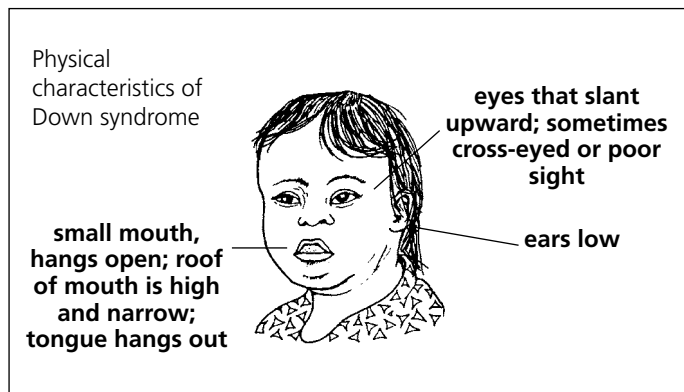 Physical
characteristics of
Down syndrome
eyes that slant
upward; sometimes
cross-eyed or poor
sight
ears low
small mouth,
hangs open; roof
of mouth is high
and narrow;
tongue hangs out